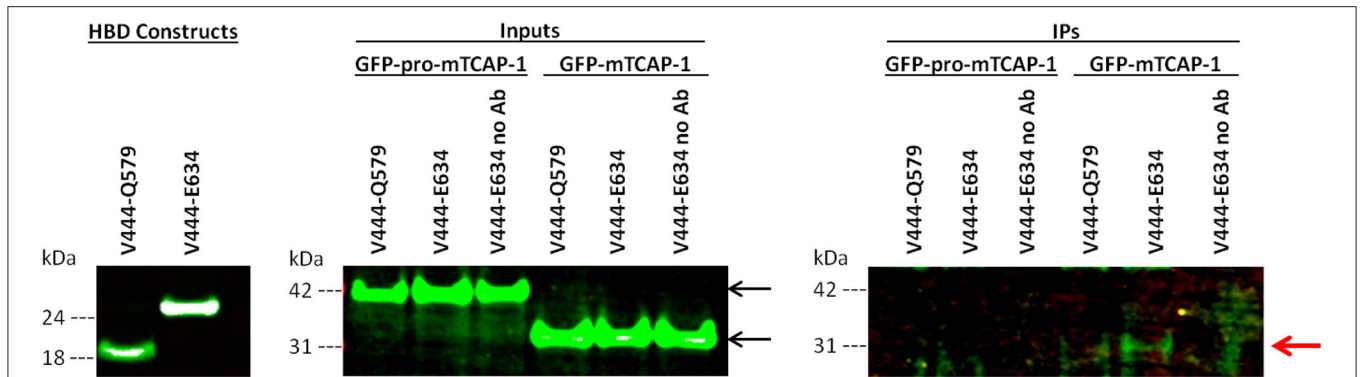 HBD Constructs
V444-Q579
V444-E634
kDa
24 ---
18 ----
Inputs
GFP-pro-mTCAP-1
GFP-mTCAP-1
V444-Q579
V444-E634
V444-E634 no Ab
V444-Q579
V444-E634
V444-E634 no Ab
kDa
42 ---
31 ---
IPs
GFP-pro-mTCAP-1
GFP-mTCAP-1
V444-Q579
V444-E634
V444-E634 no Ab
V444-Q579
V444-E634
V444-E634 no Ab
kDa
42 ---
31 ---